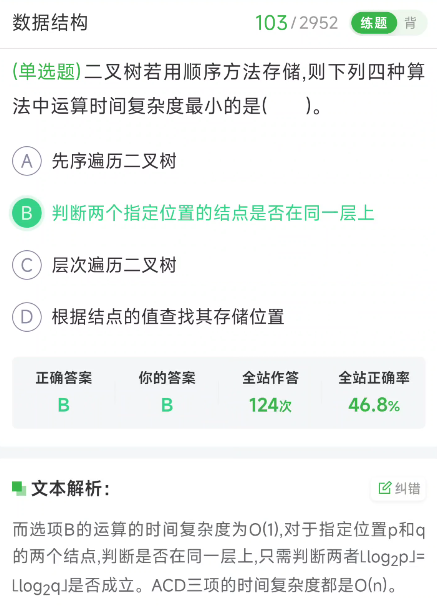 数据结构 103/2952 练题 背
(单选题)二叉树若用顺序方法存储,则下列四种算
法中运算时间复杂度最小的是( )。
A 先序遍历二叉树
B 判断两个指定位置的结点是否在同一层上
C 层次遍历二叉树
D 根据结点的值查找其存储位置
正确答案 你的答案 全站作答 全站正确率
B B 124次 46.8%
文本解析： 纠错
而选项B的运算的时间复杂度为O(1),对于指定位置p和q
的两个结点,判断是否在同一层上,只需判断两者⌊log₂p⌋=
⌊log₂q⌋是否成立。ACD三项的时间复杂度都是O(n)。